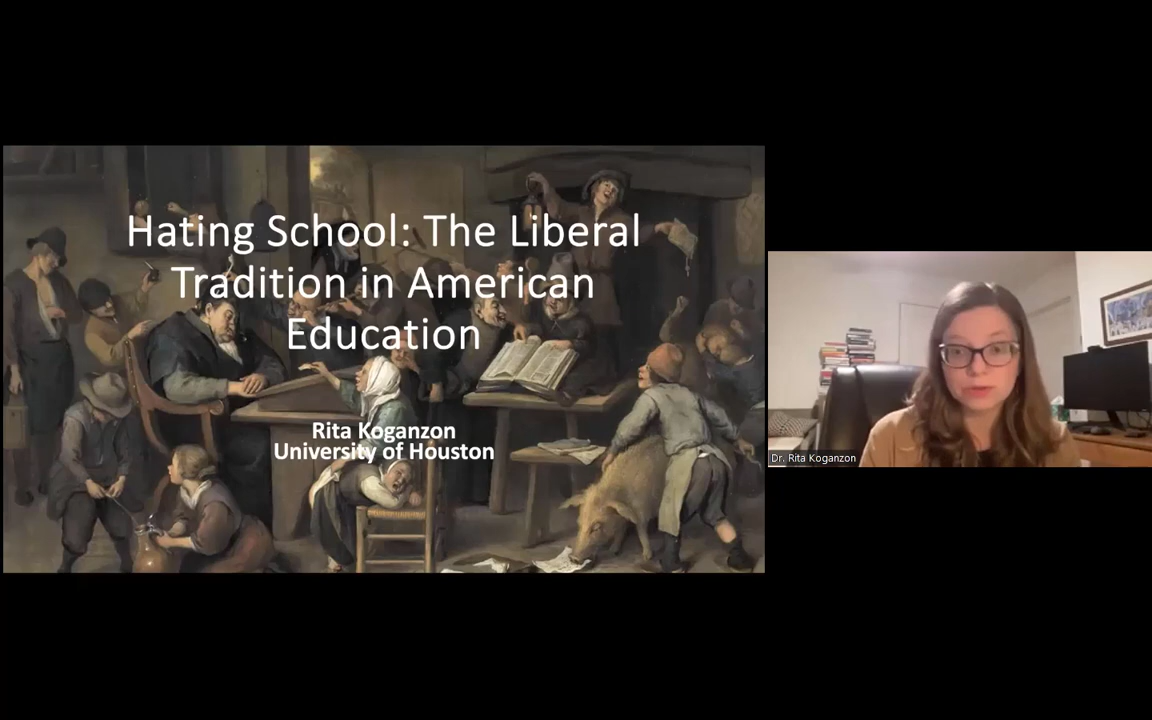 Hating School: The Liberal
Tradition in American
Education
Rita Koganzon
University of Houston
Dr. Rita Koganzon